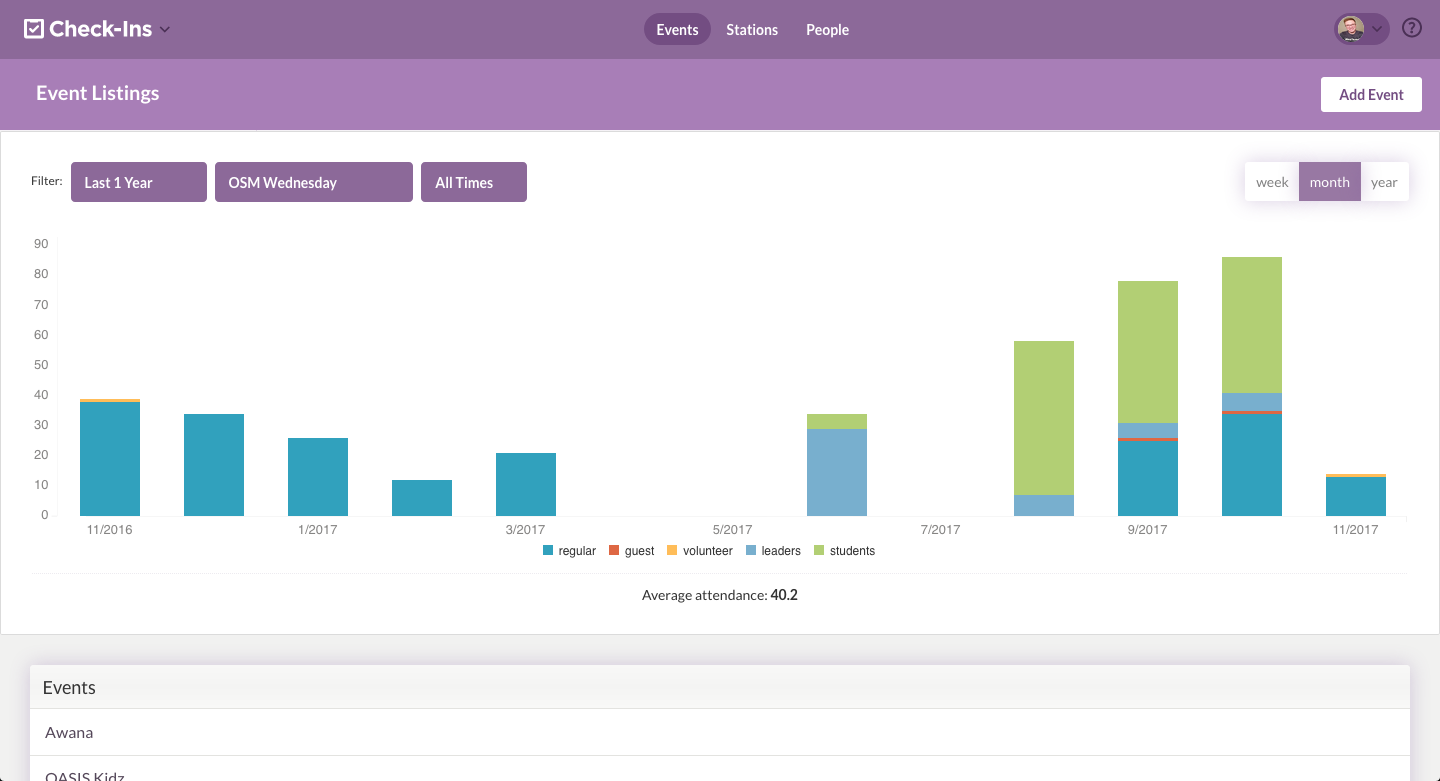 Check-Ins
Events Stations People
?
Event Listings
Add Event
Filter: Last 1 Year OSM Wednesday All Times
week month year
90
80
70
60
50
40
30
20
10
0
11/2016 1/2017 3/2017 5/2017 7/2017 9/2017 11/2017
regular guest volunteer leaders students
Average attendance: 40.2
Events
Awana
OASIS Kidz